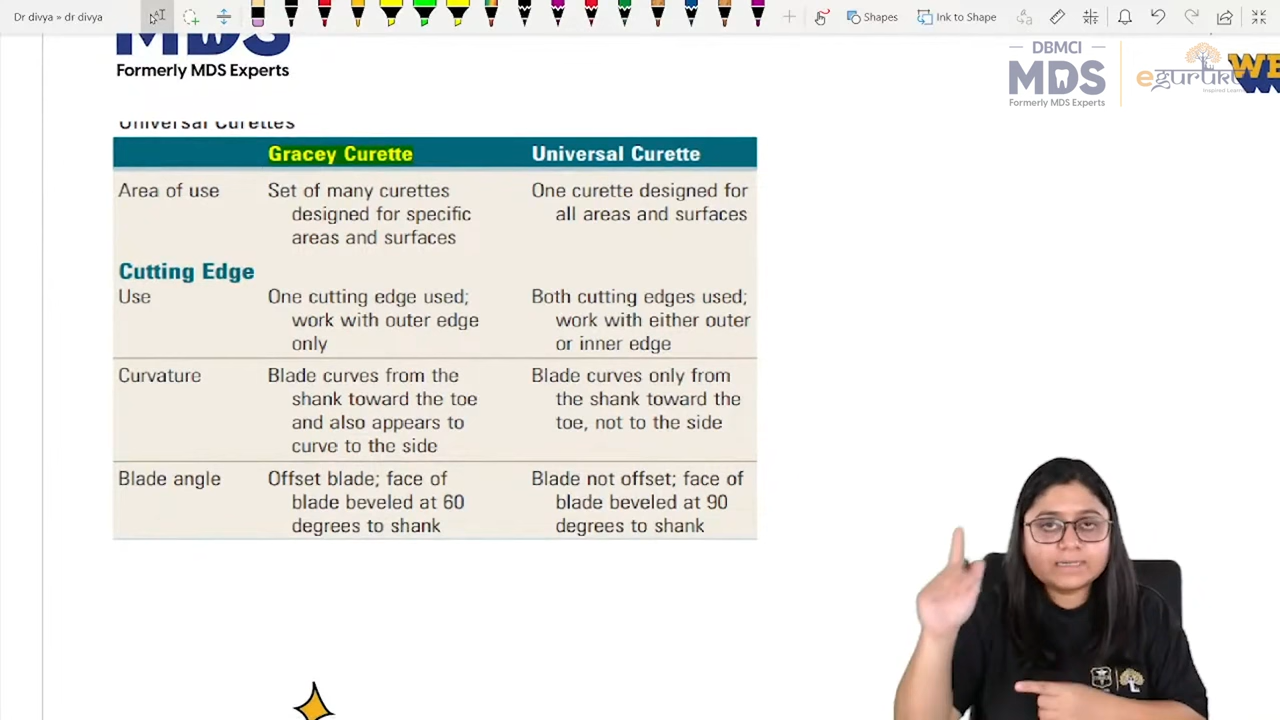 Dr divya » dr divya
Shapes
Ink to Shape
MDS
Formerly MDS Experts
DBMCI
MDS
Formerly MDS Experts
egurukul
Inspired Learning
Universal Curettes
Gracey Curette Universal Curette
Area of use Set of many curettes One curette designed for
designed for specific all areas and surfaces
areas and surfaces
Cutting Edge
Use One cutting edge used; Both cutting edges used;
work with outer edge work with either outer
only or inner edge
Curvature Blade curves from the Blade curves only from
shank toward the toe the shank toward the
and also appears to toe, not to the side
curve to the side
Blade angle Offset blade; face of Blade not offset; face of
blade beveled at 60 blade beveled at 90
degrees to shank degrees to shank